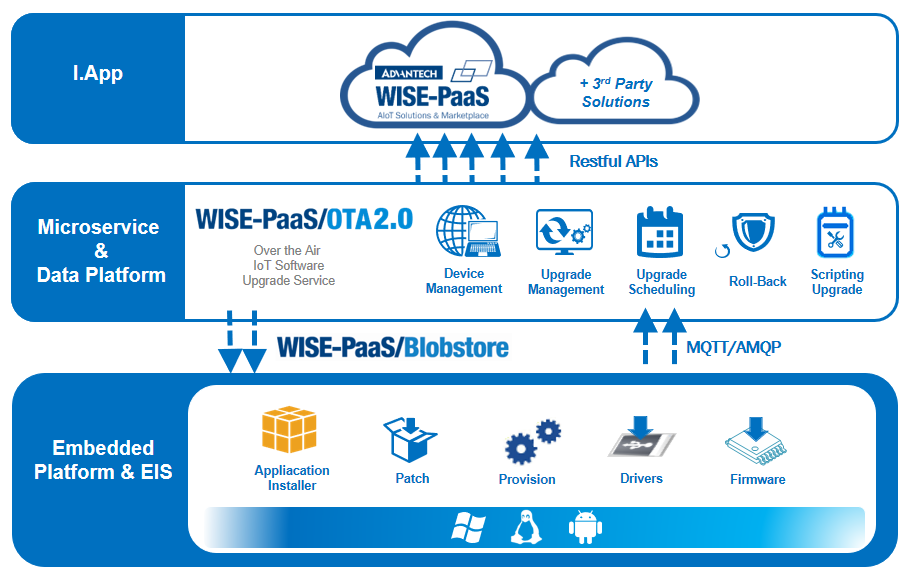 I.App
ADVANTECH
WISE-PaaS
AIoT Solutions & Marketplace
+ 3rd Party
Solutions
Restful APIs
Microservice
&
Data Platform
WISE-PaaS/OTA2.0
Over the Air
IoT Software
Upgrade Service
Device
Management
Upgrade
Management
Upgrade
Scheduling
Roll-Back
Scripting
Upgrade
WISE-PaaS/Blobstore
MQTT/AMQP
Embedded
Platform & EIS
Appliacation
Installer
Patch
Provision
Drivers
Firmware